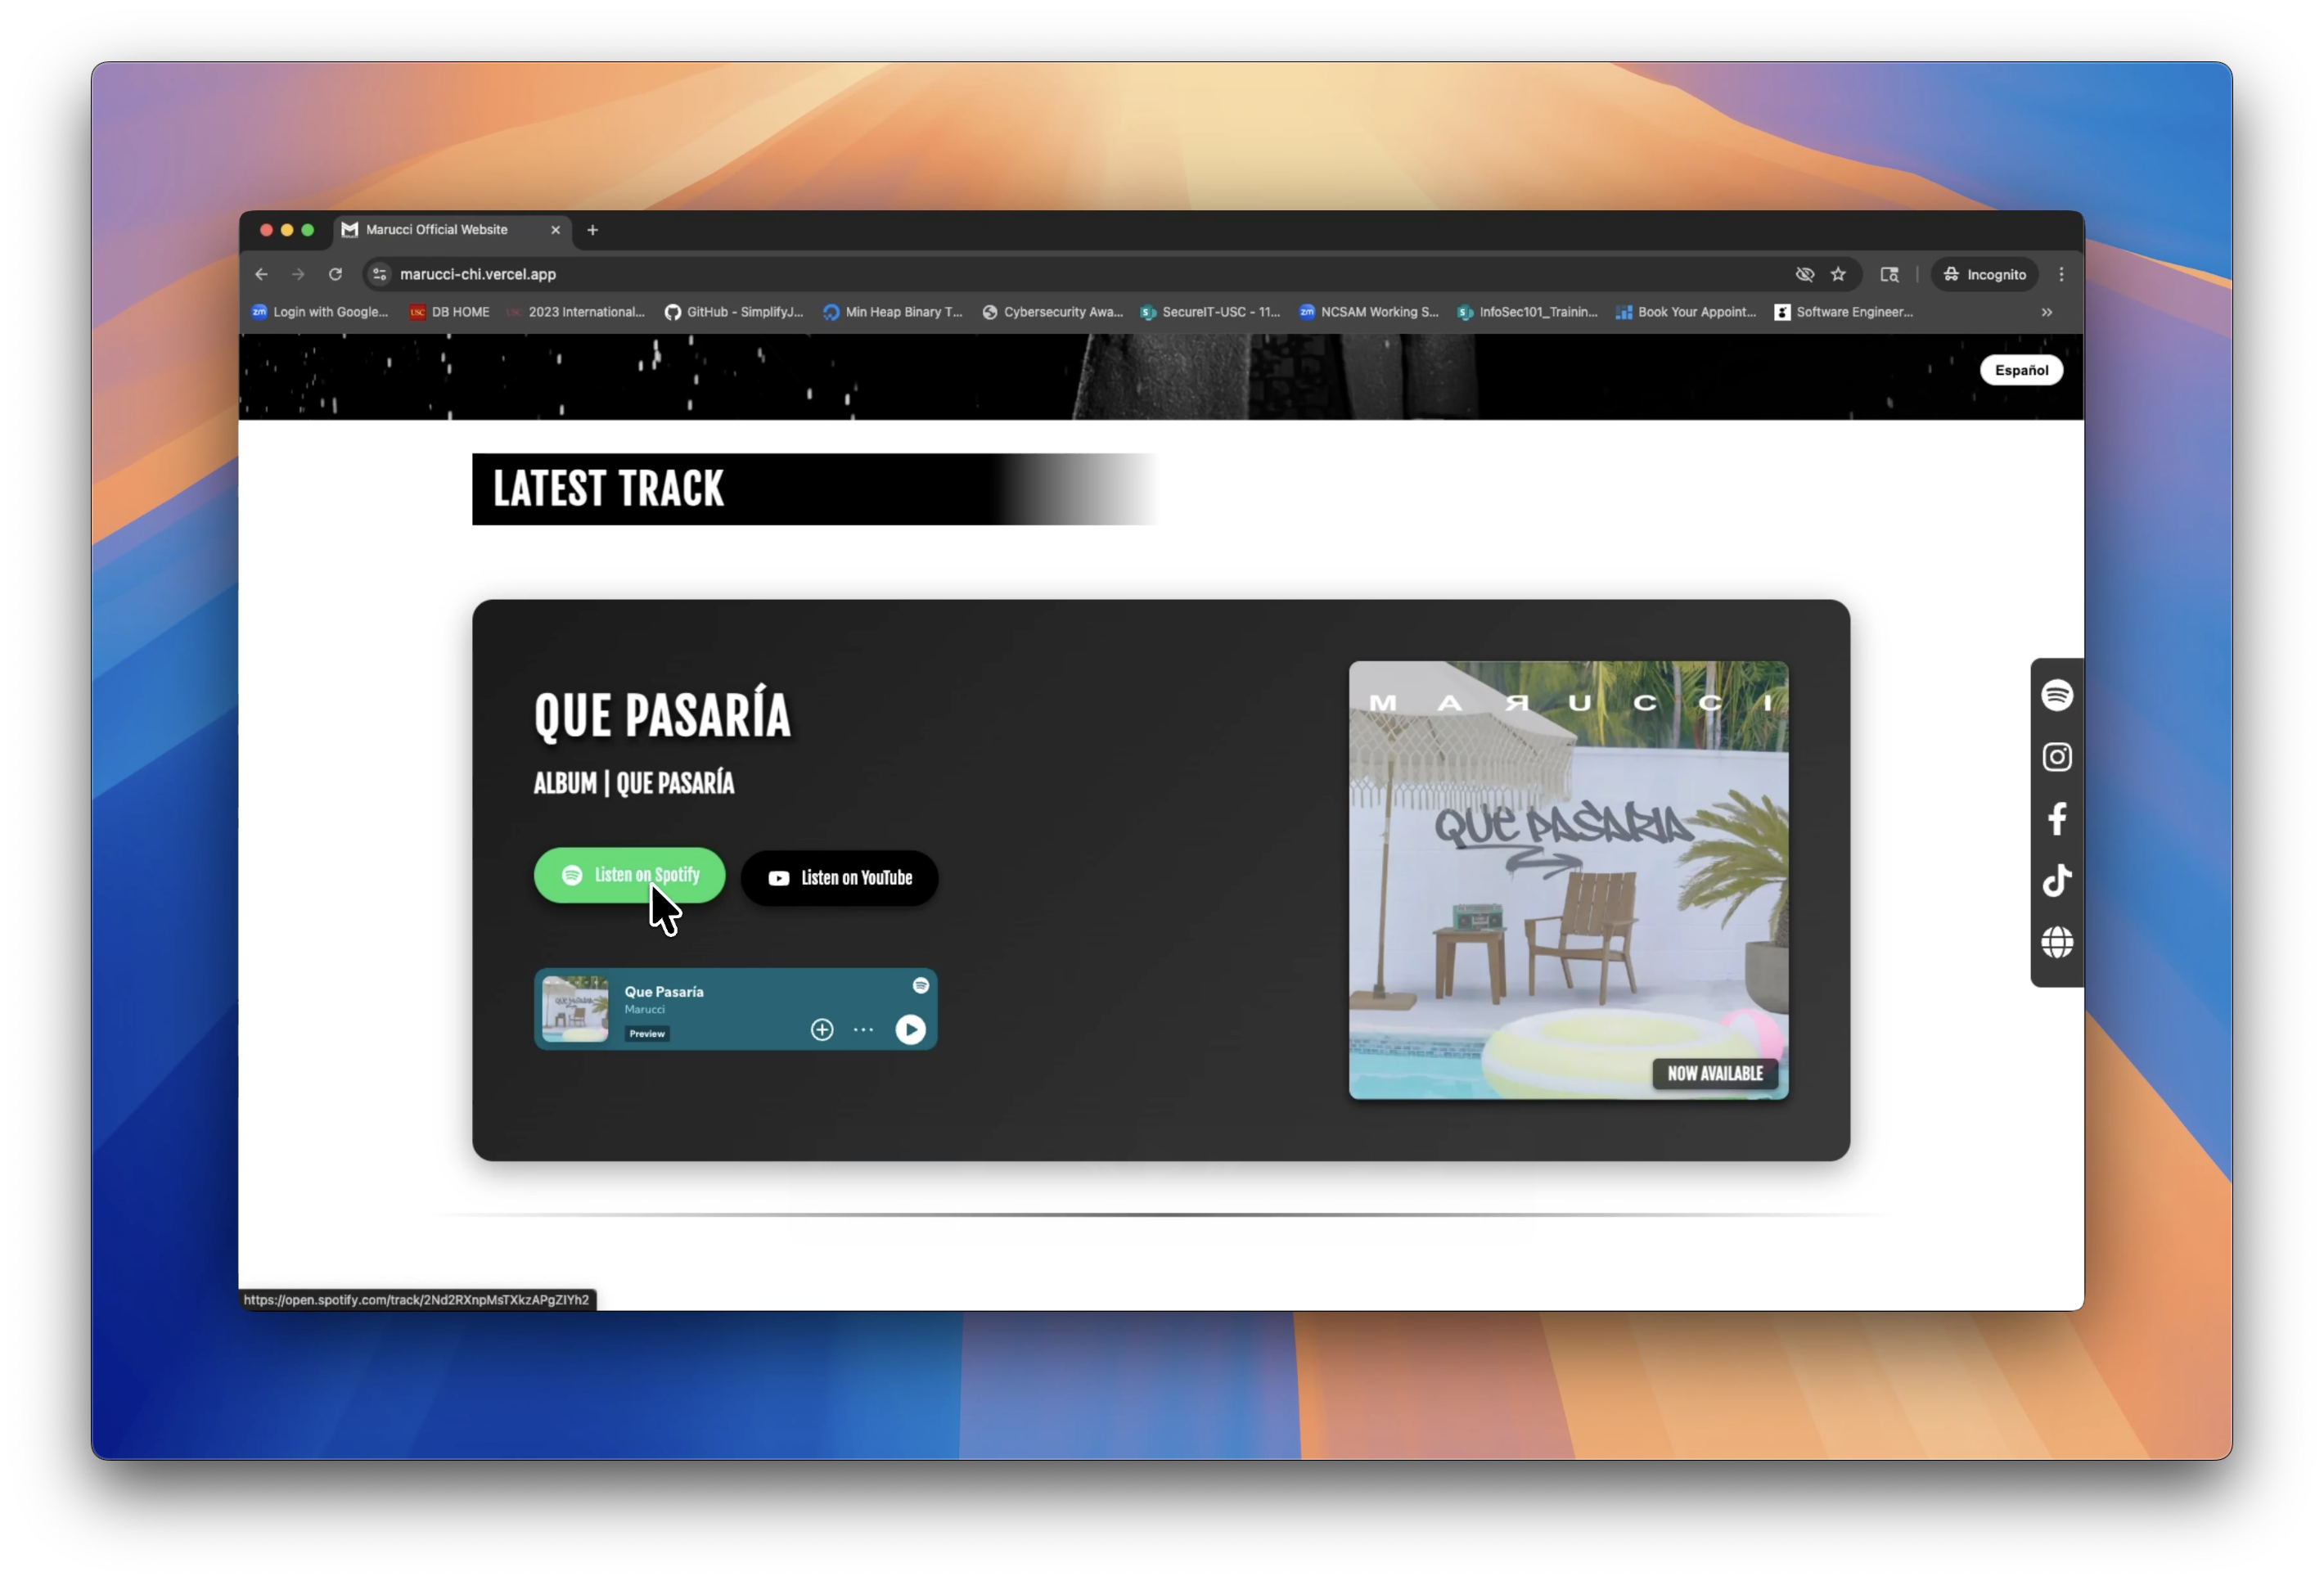 Marucci Official Website
marucci-chi.vercel.app
Incognito
Login with Google...
DB HOME
2023 International...
GitHub - SimplifyJ...
Min Heap Binary T...
Cybersecurity Awa...
SecureIT-USC - 11...
NCSAM Working S...
InfoSec101_Trainin...
Book Your Appoint...
Software Engineer...
Español
LATEST TRACK
QUE PASARÍA
ALBUM | QUE PASARÍA
Listen on Spotify
Listen on YouTube
Que Pasaría
Marucci
Preview
MAЯUCCI
QUE PASARIA
NOW AVAILABLE
https://open.spotify.com/track/2Nd2RXnpMsTXkzAPgZIYh2